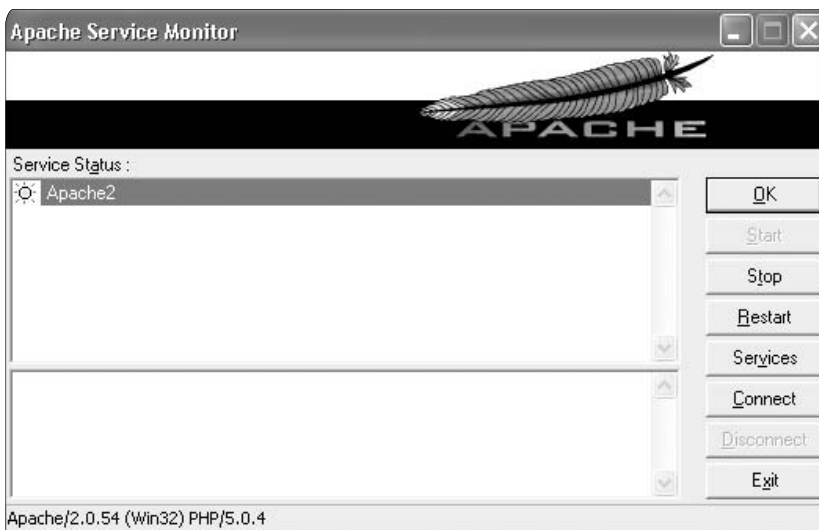 Apache Service Monitor
APACHE
Service Status :
Apache2
OK
Start
Stop
Restart
Services
Connect
Disconnect
Exit
Apache/2.0.54 (Win32) PHP/5.0.4